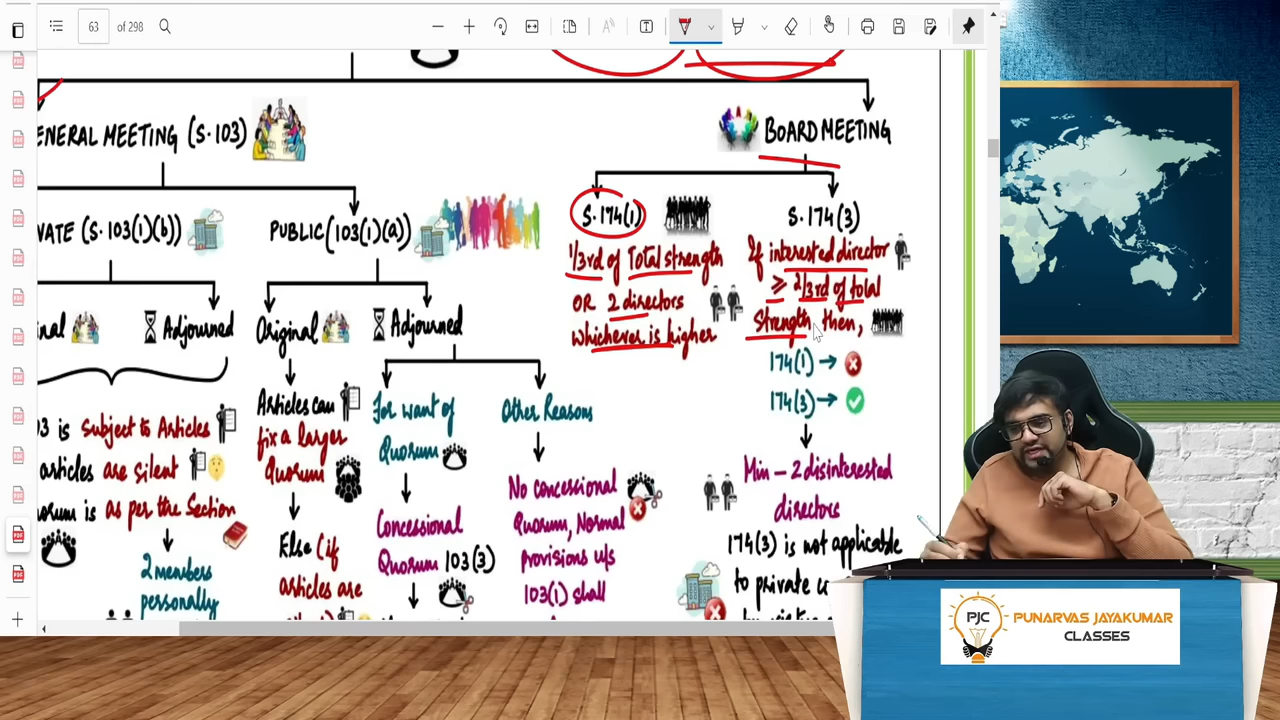 63 of 298
ENERAL MEETING (S.103)
BOARD MEETING
VATE (S.103(1)(b))
PUBLIC (103(1)(a))
S.174(1)
S.174(3)
1/3rd of Total strength
OR 2 directors
whichever is higher
If interested director
≥ 2/3rd of total
Strength, then,
174(1) →
174(3) →
Min - 2 disinterested
directors
174(3) is not applicable
to private c
nal
Adjourned
Original
Adjourned
03 is subject to Articles
articles are silent
orum is as per the Section
2 members
personally
Articles can
fix a larger
Quorum
Else (if
articles are
for want of
Quorum
Concessional
Quorum 103(3)
Other Reasons
No concessional
Quorum, Normal
provisions u/s
103(1) shall
PJC
PUNARVAS JAYAKUMAR
CLASSES